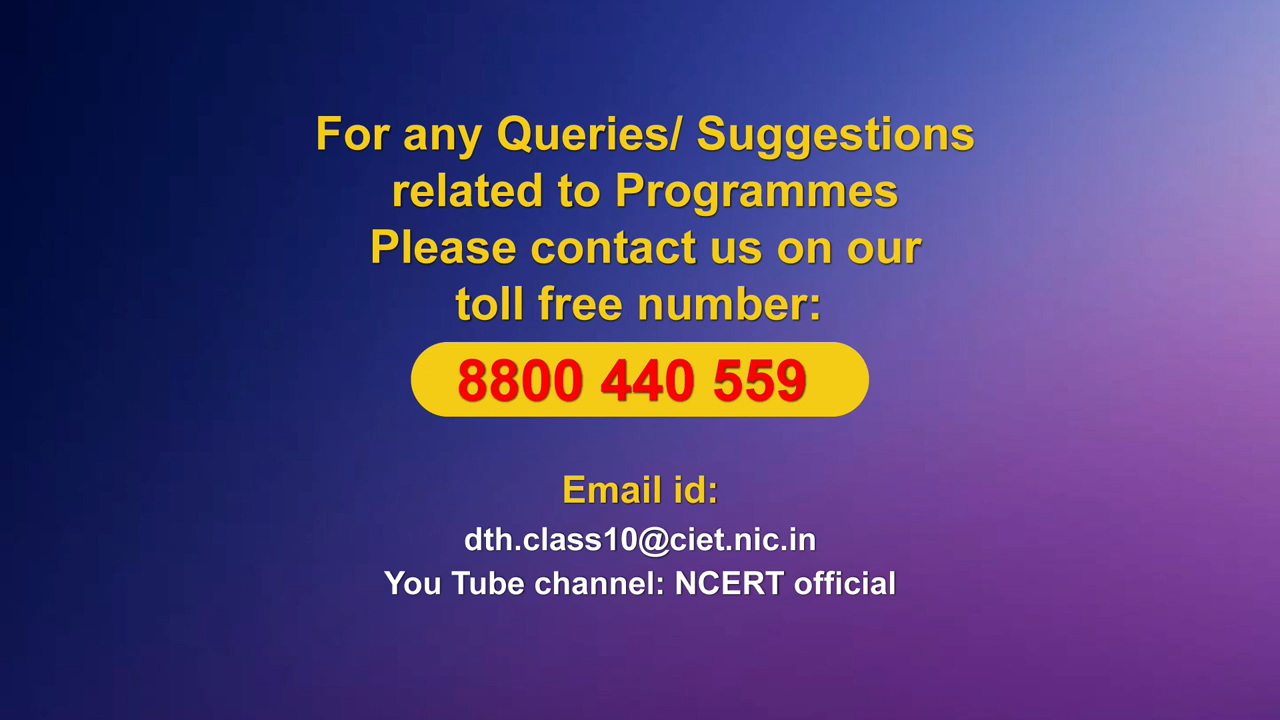 For any Queries/ Suggestions
related to Programmes
Please contact us on our
toll free number:
8800 440 559
Email id:
dth.class10@ciet.nic.in
You Tube channel: NCERT official